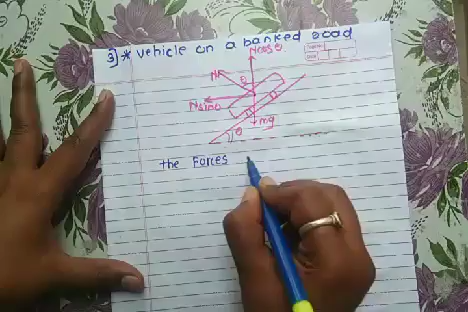 3] * vehicle on a banked road
Ncosθ
N
θ
Nsinθ
mg
θ
the Forces